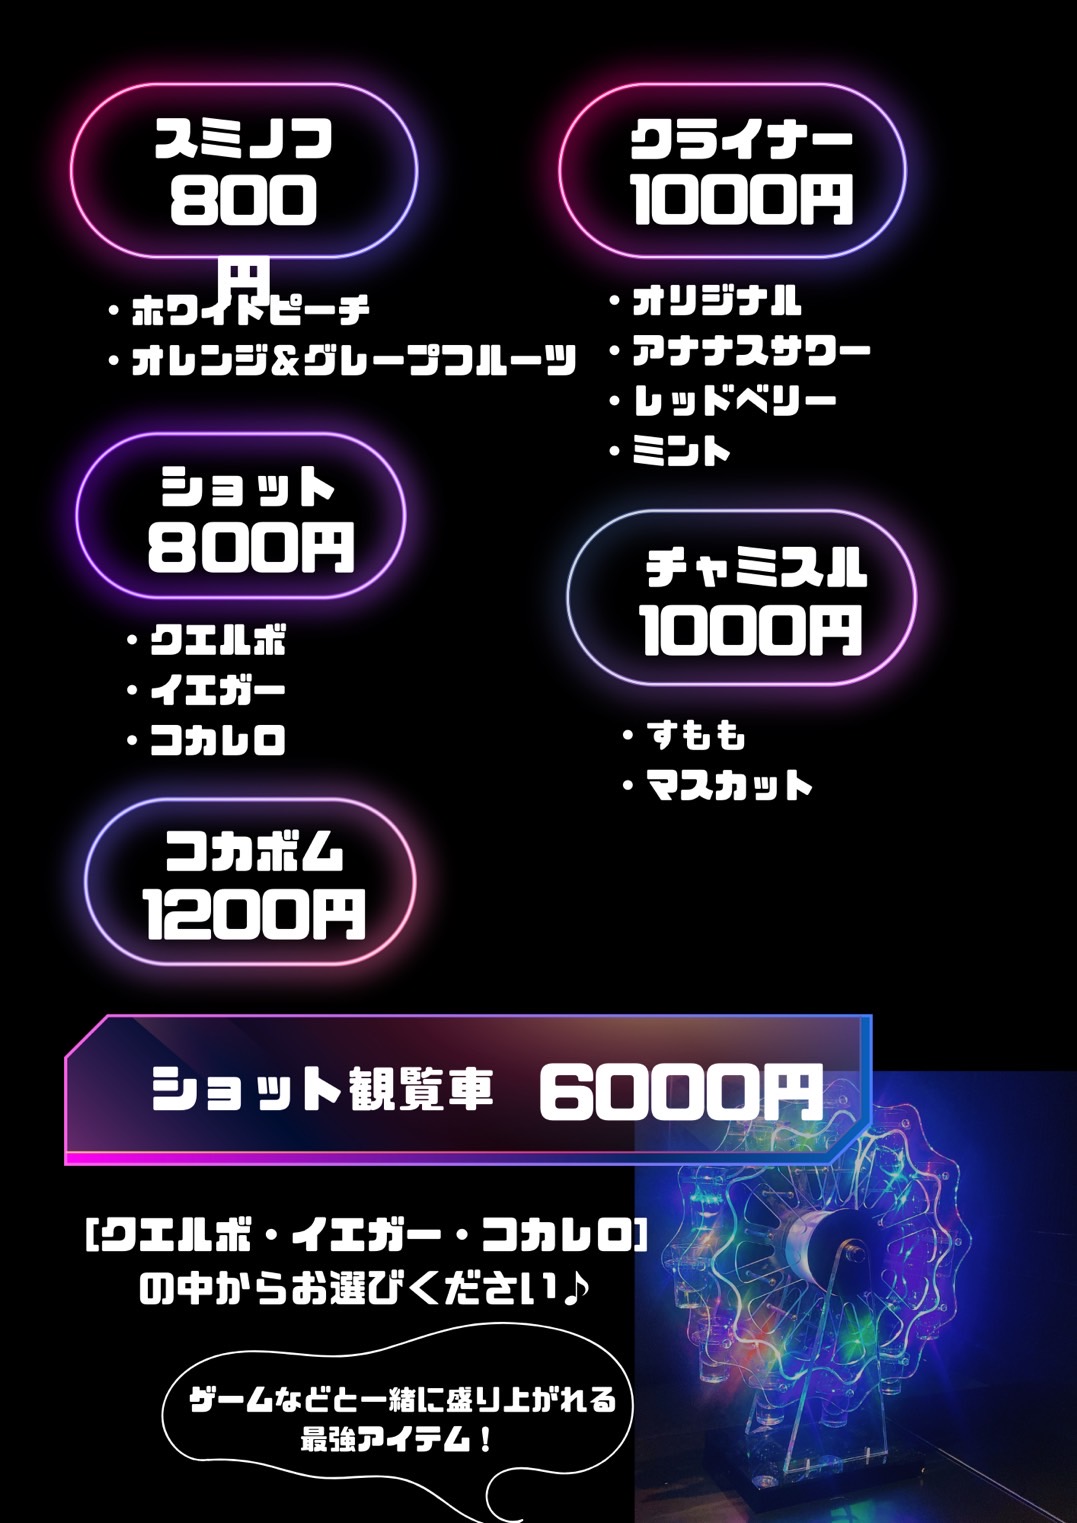 スミノフ
800
円
・ホワイトピーチ
・オレンジ&グレープフルーツ
ショット
800円
・クエルボ
・イエガー
・コカレロ
コカボム
1200円
クライナー
1000円
・オリジナル
・アナナスサワー
・レッドベリー
・ミント
チャミスル
1000円
・すもも
・マスカット
ショット観覧車 6000円
[クエルボ・イエガー・コカレロ]
の中からお選びください♪
ゲームなどと一緒に盛り上がれる
最強アイテム！